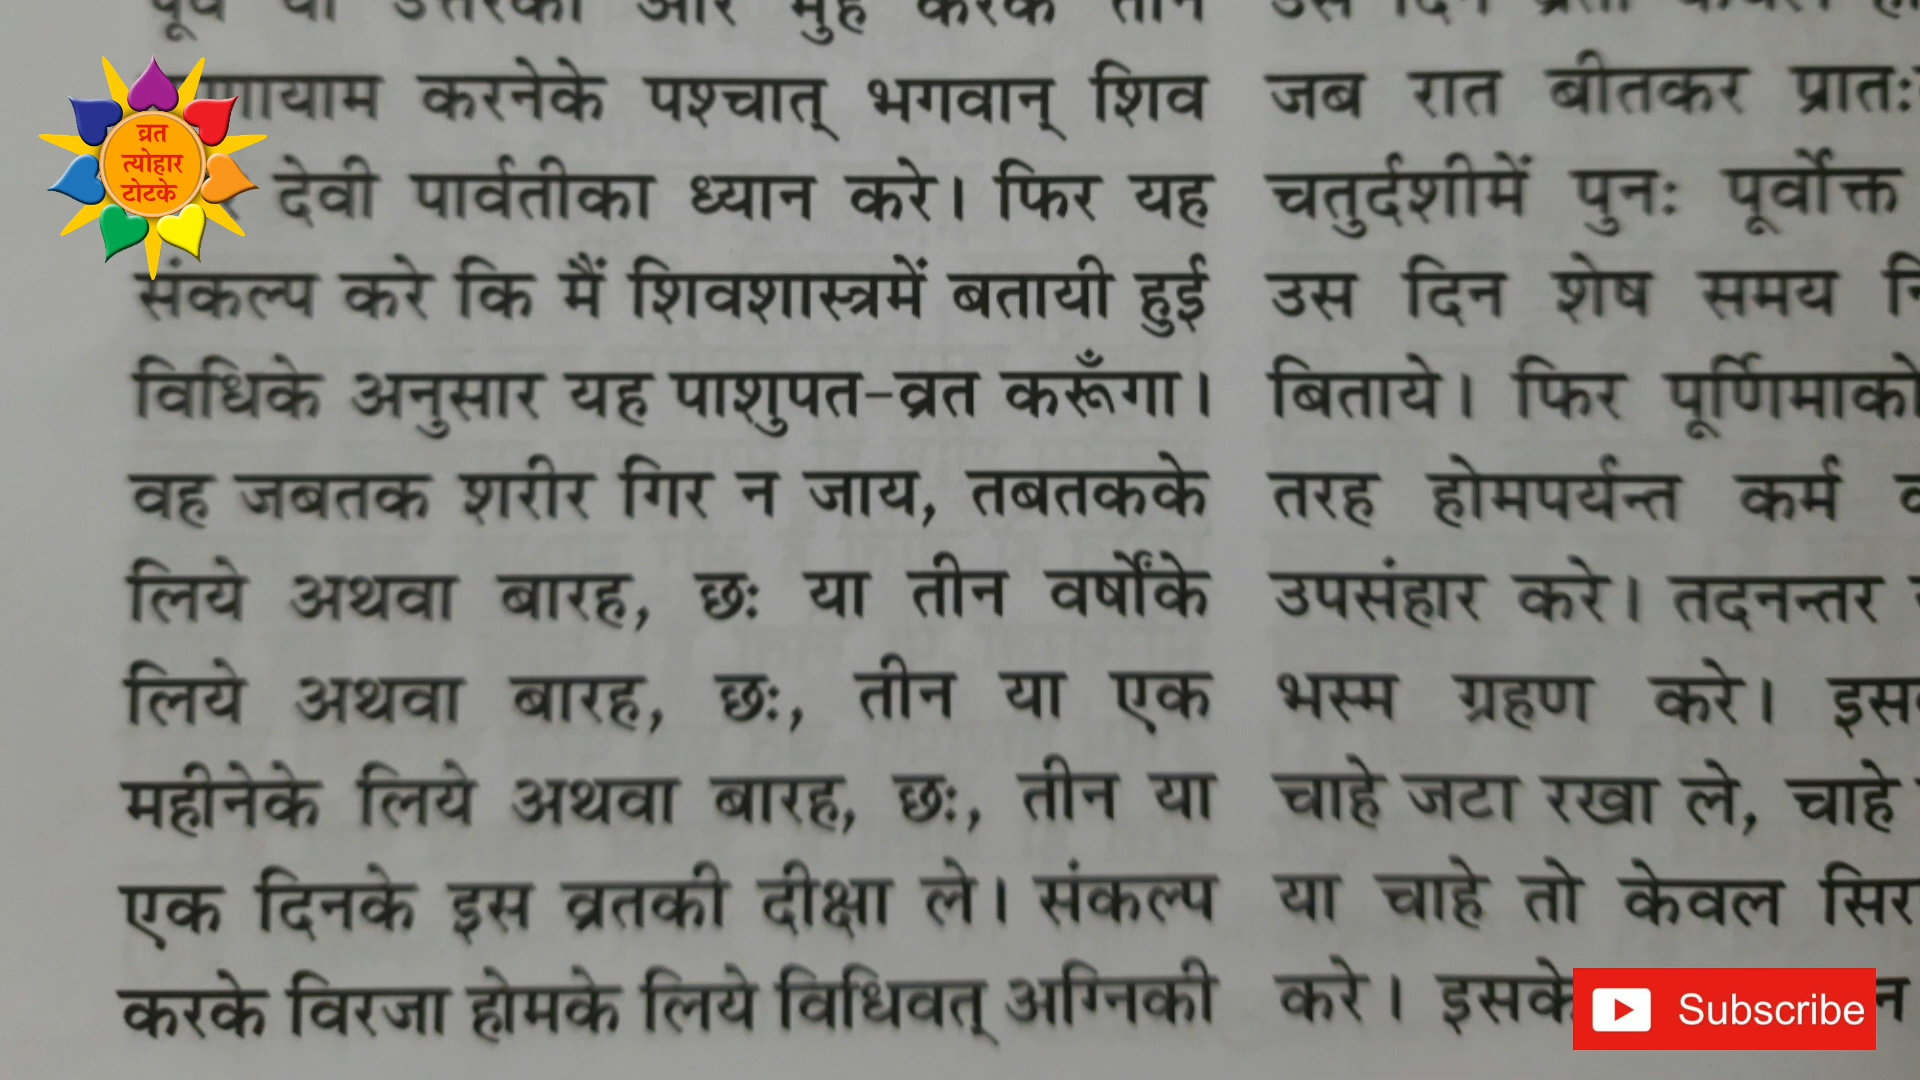 व्रत
त्योहार
टोटके
करनेके पश्चात् भगवान् शिव
देवी पार्वतीका ध्यान करे। फिर यह
संकल्प करे कि मैं शिवशास्त्रमें बतायी हुई
विधिके अनुसार यह पाशुपत-व्रत करूँगा।
वह जबतक शरीर गिर न जाय, तबतकके
लिये अथवा बारह, छः या तीन वर्षोंके
लिये अथवा बारह, छः, तीन या एक
महीनेके लिये अथवा बारह, छः, तीन या
एक दिनके इस व्रतकी दीक्षा ले। संकल्प
करके विरजा होमके लिये विधिवत् अग्निकी
जब रात बीतकर
चतुर्दशीमें पुनः पूर्वोक्त
उस दिन शेष समय
बिताये। फिर पूर्णिमाको
तरह होमपर्यन्त कर्म
उपसंहार करे। तदनन्तर
भस्म ग्रहण करे।
चाहे जटा रखा ले, चाहे
या चाहे तो केवल सिर
करे।
Subscribe